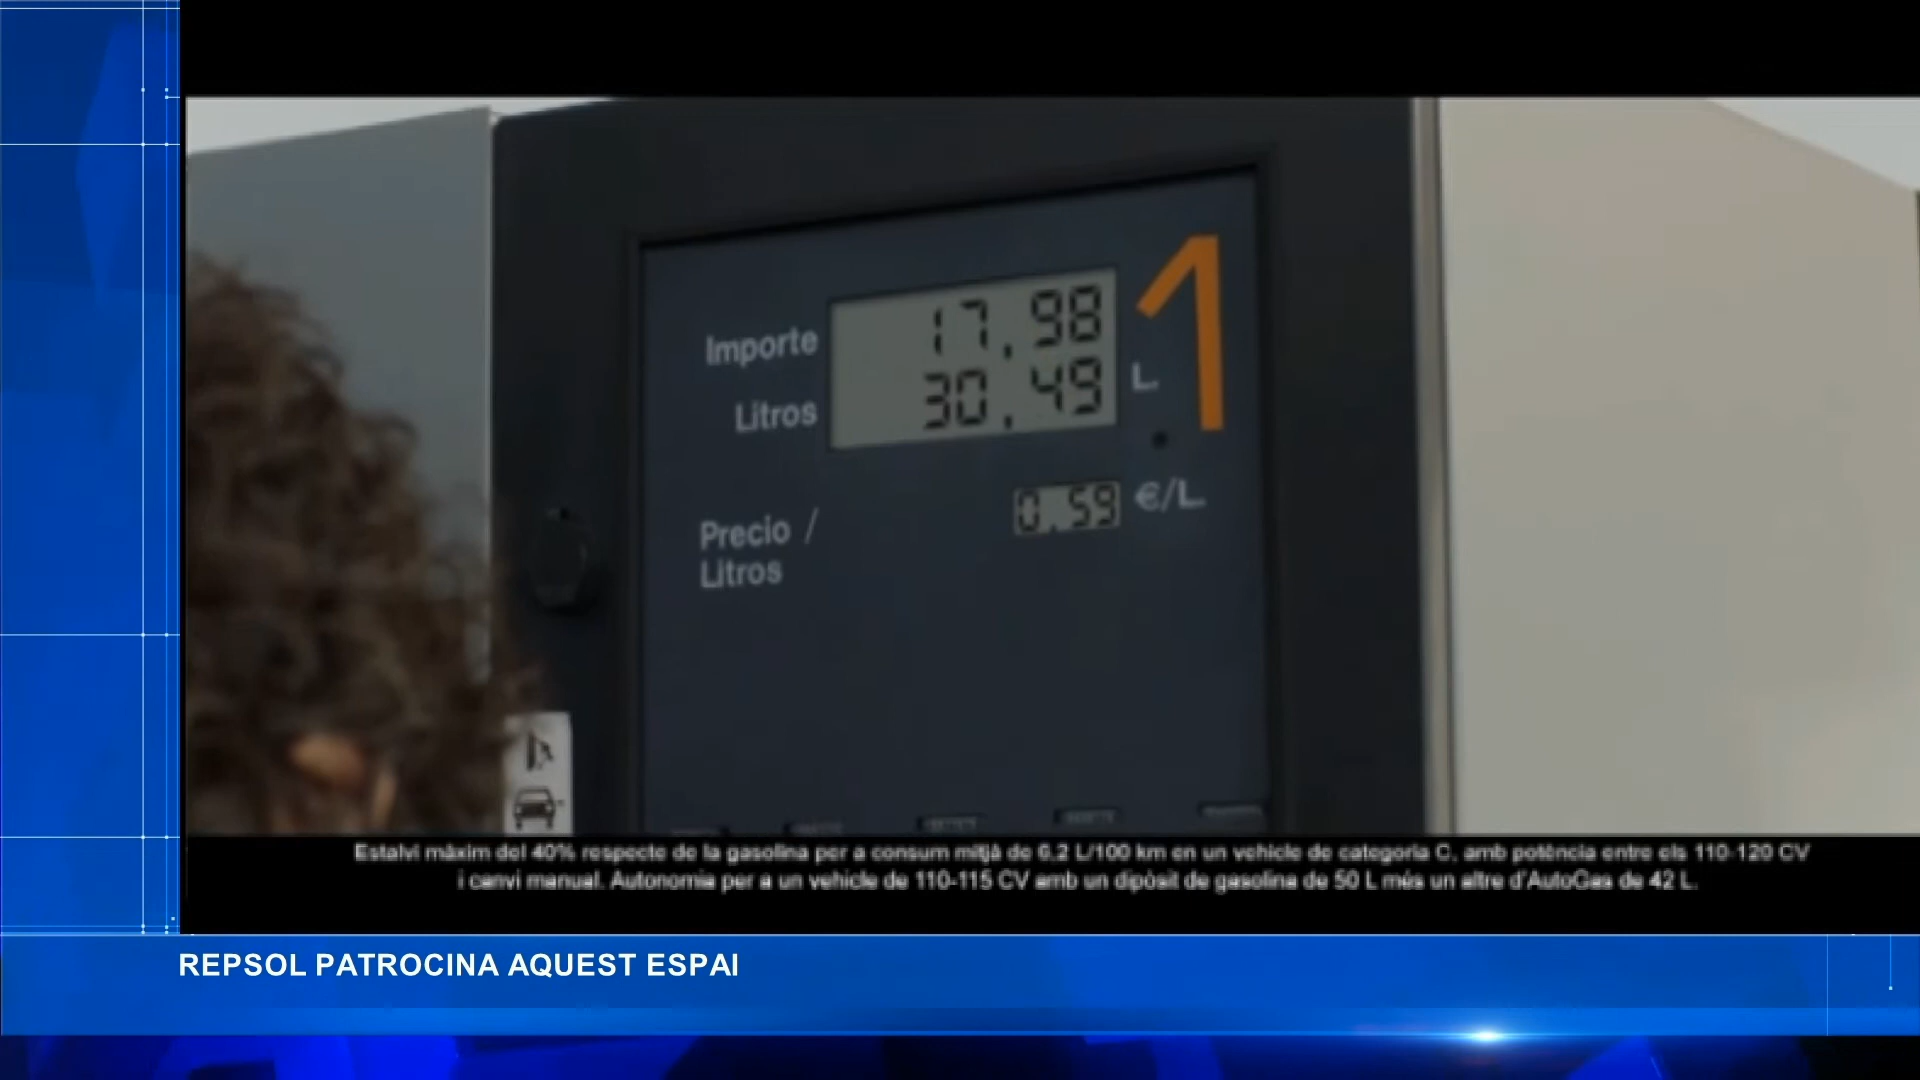 17,98
1
Importe
30,49
L.
Litros
0,59 €/L.
Precio /
Litros
Estalvi màxim del 40% respecte de la gasolina per a consum mitjà de 6,2 L/100 km en un vehicle de categoria C, amb potència entre els 110-120 CV
i canvi manual. Autonomia per a un vehicle de 110-115 CV amb un dipòsit de gasolina de 50 L més un altre d'AutoGas de 42 L.
REPSOL PATROCINA AQUEST ESPAI